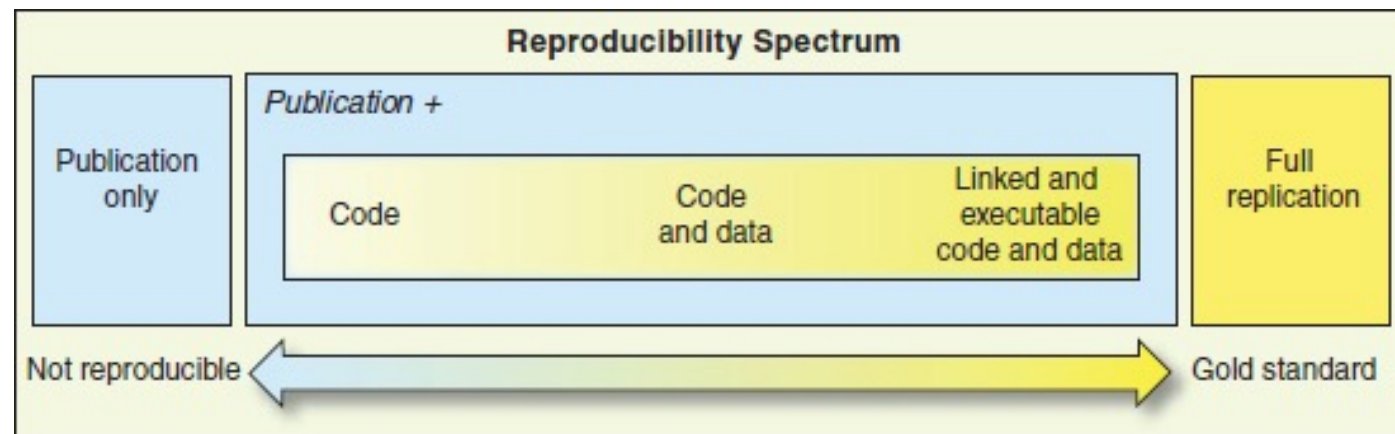 Reproducibility Spectrum
Publication
only
Publication +
Code
Code
and data
Linked and
executable
code and data
Full
replication
Not reproducible
Gold standard